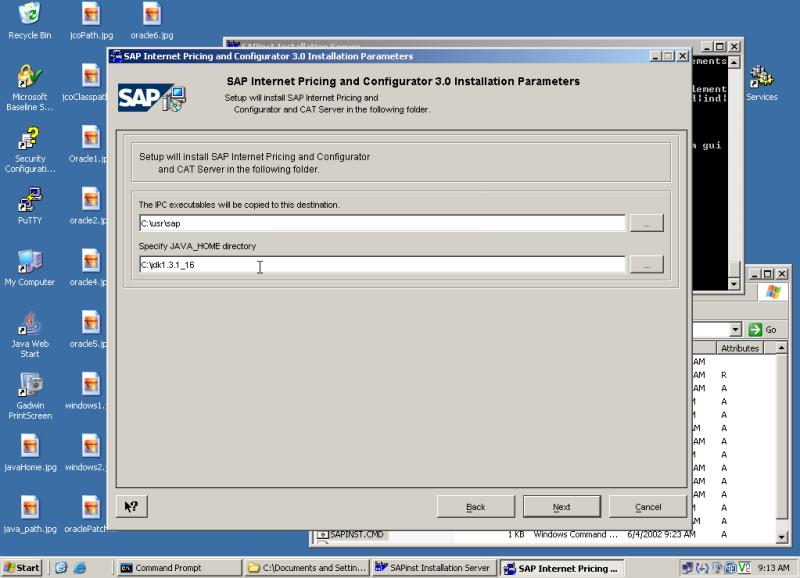 Recycle Bin
jcoPath.jpg
oracle6.jpg
Microsoft
Baseline S...
jcoClasspat
Security
Configurati...
Oracle1.jp
PuTTY
oracle2.jp
My Computer
oracle4.jp
Java Web
Start
oracle5.jp
Gadwin
PrintScreen
windows1.
javaHome.jpg
windows2.
java_path.jpg
oraclePatch...
Services
SAPinst Installation Server
ements
lement
d!ind!
m gui
SAP Internet Pricing and Configurator 3.0 Installation Parameters
SAP
SAP Internet Pricing and Configurator 3.0 Installation Parameters
Setup will install SAP Internet Pricing and
Configurator and CAT Server in the following folder.
Setup will install SAP Internet Pricing and Configurator
and CAT Server in the following folder.
The IPC executables will be copied to this destination.
C:\usr\sap
...
Specify JAVA_HOME directory
C:\jdk1.3.1_16
...
Back
Next
Cancel
Go
Attributes
AM
AM R
M A
M A
AM A
M A
M A
AM A
AM A
AM A
AM A
M A
M A
SAPINST.CMD 1 KB Windows Command ... 6/4/2002 9:23 AM A
Start
Command Prompt
C:\Documents and Settin...
SAPinst Installation Server
SAP Internet Pricing ...
9:13 AM